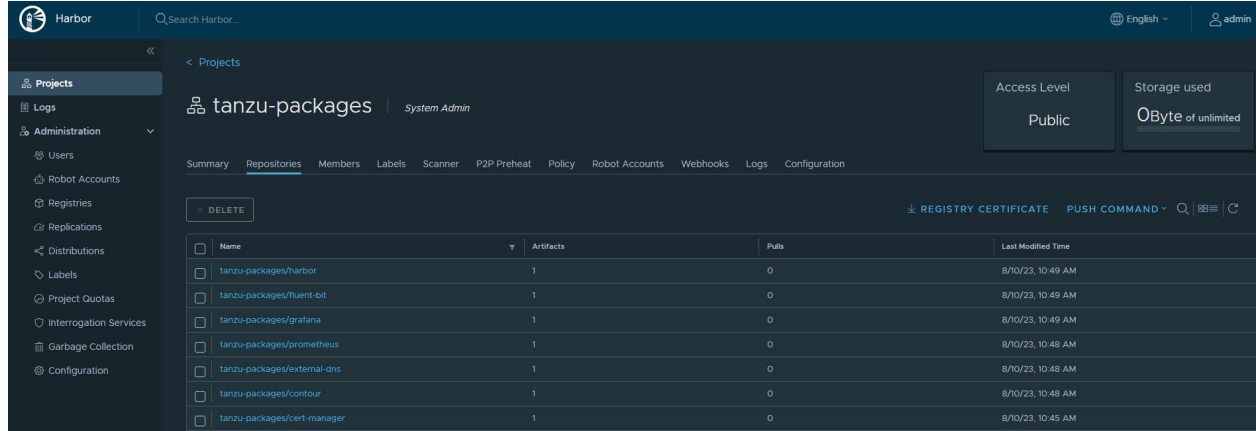 Harbor
Search Harbor...
English
admin
Projects
Logs
Administration
Users
Robot Accounts
Registries
Replications
Distributions
Labels
Project Quotas
Interrogation Services
Garbage Collection
Configuration
< Projects
tanzu-packages System Admin
Access Level
Public
Storage used
0Byte of unlimited
Summary Repositories Members Labels Scanner P2P Preheat Policy Robot Accounts Webhooks Logs Configuration
× DELETE
REGISTRY CERTIFICATE PUSH COMMAND
Name Artifacts Pulls Last Modified Time
tanzu-packages/harbor 1 0 8/10/23, 10:49 AM
tanzu-packages/fluent-bit 1 0 8/10/23, 10:49 AM
tanzu-packages/grafana 1 0 8/10/23, 10:49 AM
tanzu-packages/prometheus 1 0 8/10/23, 10:48 AM
tanzu-packages/external-dns 1 0 8/10/23, 10:48 AM
tanzu-packages/contour 1 0 8/10/23, 10:48 AM
tanzu-packages/cert-manager 1 0 8/10/23, 10:45 AM